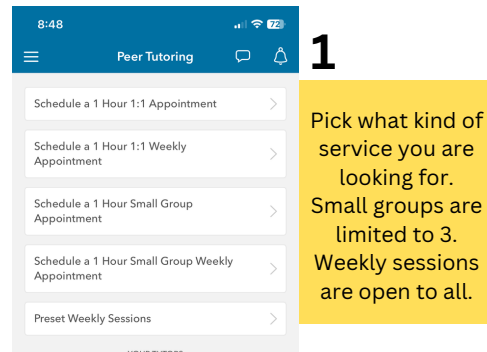 8:48
72
Peer Tutoring
1
Schedule a 1 Hour 1:1 Appointment
Schedule a 1 Hour 1:1 Weekly
Appointment
Schedule a 1 Hour Small Group
Appointment
Schedule a 1 Hour Small Group Weekly
Appointment
Preset Weekly Sessions
Pick what kind of
service you are
looking for.
Small groups are
limited to 3.
Weekly sessions
are open to all.